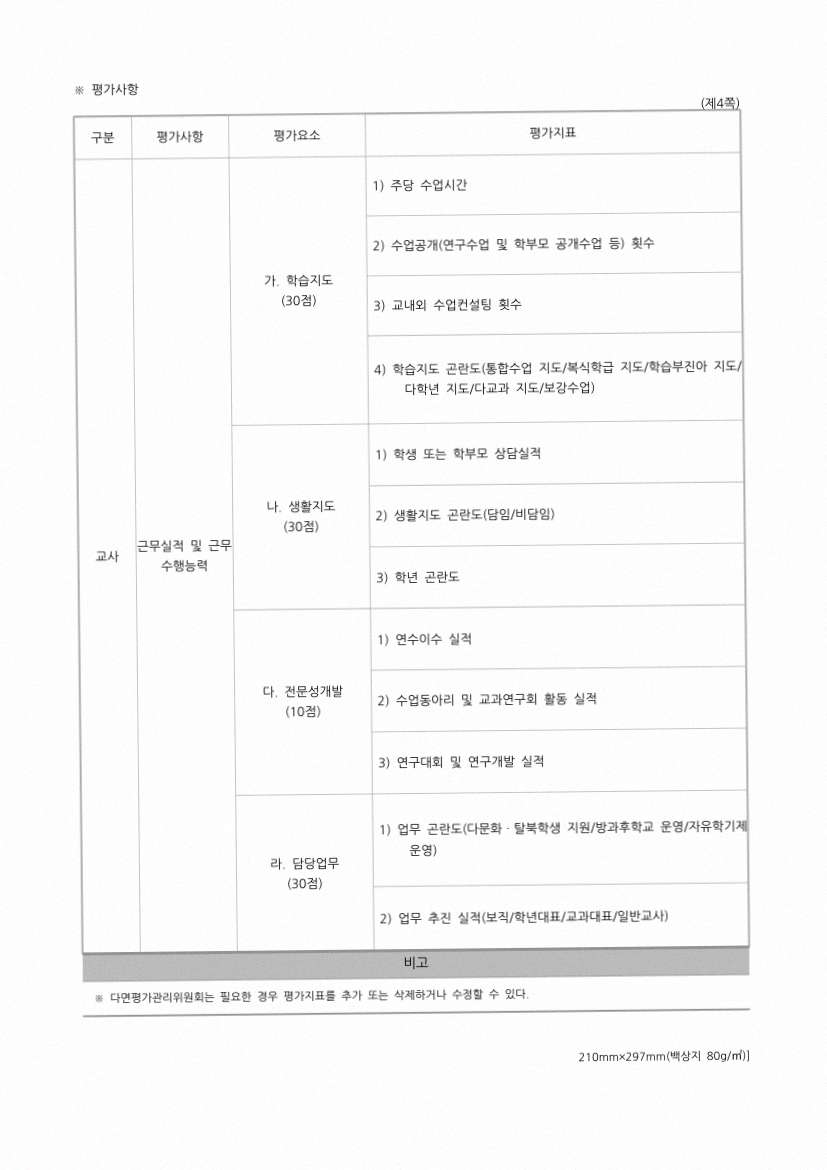 ※ 평가사항
(제4쪽)
구분 평가사항 평가요소 평가지표
교사
근무실적 및 근무
수행능력
가. 학습지도
(30점)
1) 주당 수업시간
2) 수업공개(연구수업 및 학부모 공개수업 등) 횟수
3) 교내외 수업컨설팅 횟수
4) 학습지도 곤란도(통합수업 지도/복식학급 지도/학습부진아 지도/
다학년 지도/다교과 지도/보강수업)
나. 생활지도
(30점)
1) 학생 또는 학부모 상담실적
2) 생활지도 곤란도(담임/비담임)
3) 학년 곤란도
다. 전문성개발
(10점)
1) 연수이수 실적
2) 수업동아리 및 교과연구회 활동 실적
3) 연구대회 및 연구개발 실적
라. 담당업무
(30점)
1) 업무 곤란도(다문화·탈북학생 지원/방과후학교 운영/자유학기제
운영)
2) 업무 추진 실적(보직/학년대표/교과대표/일반교사)
비고
※ 다면평가관리위원회는 필요한 경우 평가지표를 추가 또는 삭제하거나 수정할 수 있다.
210mm×297mm(백상지 80g/㎡)]